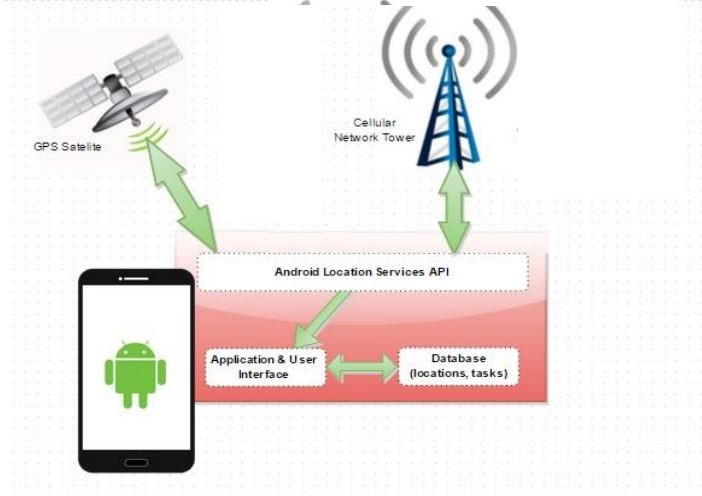 GPS Satelite
Cellular
Network Tower
Android Location Services API
Application & User
Interface
Database
(locations, tasks)